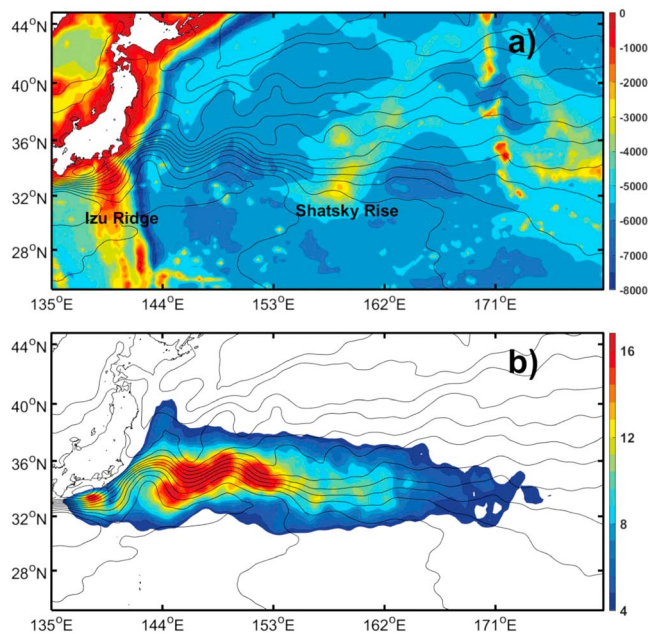 a)
44°N
40°N
36°N
32°N
28°N
Izu Ridge
Shatsky Rise
135°E
144°E
153°E
162°E
171°E
0
-1000
-2000
-3000
-4000
-5000
-6000
-7000
-8000
b)
44°N
40°N
36°N
32°N
28°N
135°E
144°E
153°E
162°E
171°E
16
12
8
4